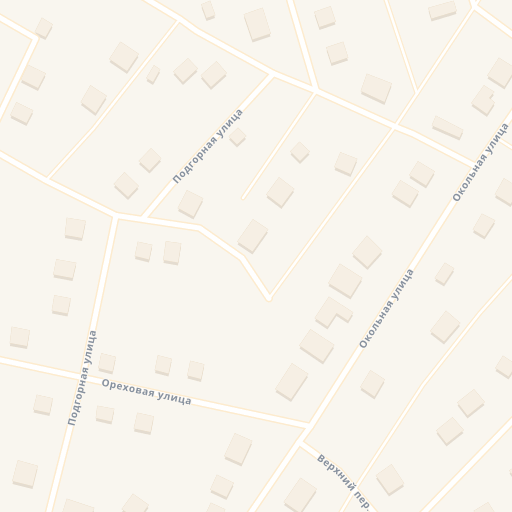 Подгорная улица
Окольная улица
Окольная улица
Подгорная улица
Ореховая улица
Верхний пер.